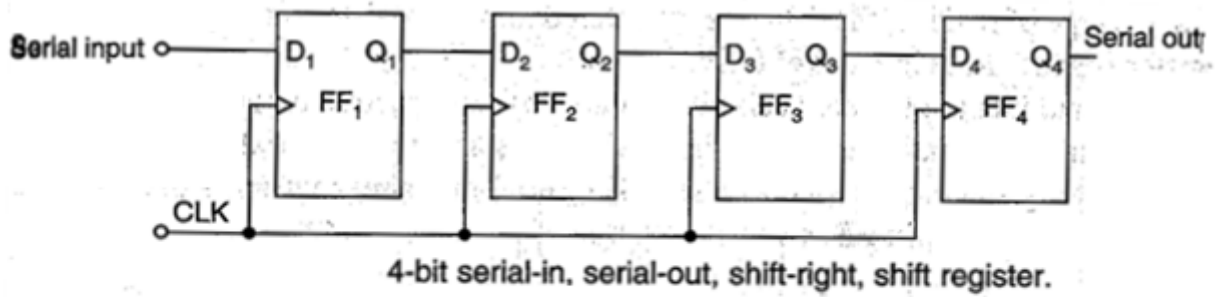 Serial input
D₁ Q₁ D₂ Q₂ D₃ Q₃ D₄ Q₄ Serial out
FF₁ FF₂ FF₃ FF₄
CLK
4-bit serial-in, serial-out, shift-right, shift register.